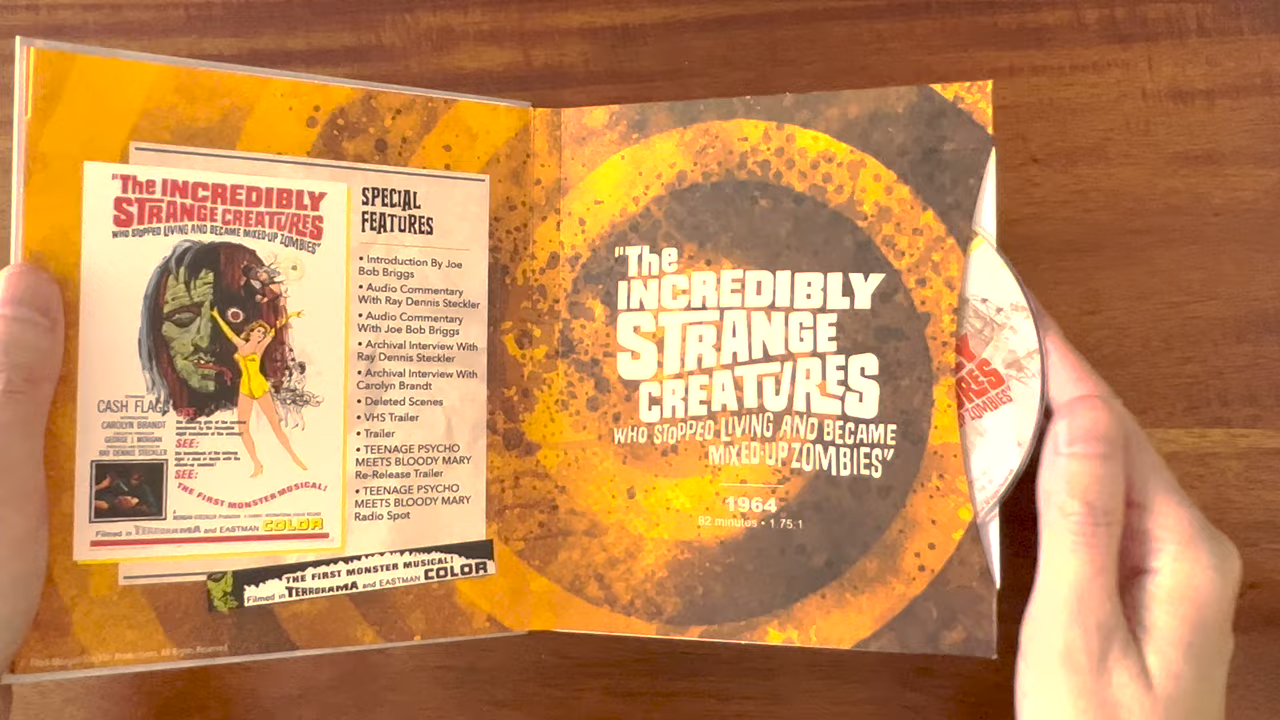 "The INCREDIBLY
STRANGE CREATURES
WHO STOPPED LIVING AND BECAME MIXED-UP ZOMBIES"
CASH FLAGG
CAROLYN BRANDT
GEORGE J. MORGAN
RAY DENNIS STECKLER
SEE:
SEE:
SEE:
THE FIRST MONSTER MUSICAL!
Filmed in TERRORAMA and EASTMAN COLOR
SPECIAL
FEATURES
• Introduction By Joe
Bob Briggs
• Audio Commentary
With Ray Dennis Steckler
• Audio Commentary
With Joe Bob Briggs
• Archival Interview With
Ray Dennis Steckler
• Archival Interview With
Carolyn Brandt
• Deleted Scenes
• VHS Trailer
• Trailer
• TEENAGE PSYCHO
MEETS BLOODY MARY
Re-Release Trailer
• TEENAGE PSYCHO
MEETS BLOODY MARY
Radio Spot
THE FIRST MONSTER MUSICAL!
Filmed in TERRORAMA and EASTMAN COLOR
Productions. All Rights Reserved.
"The
INCREDIBLY
STRANGE
CREATURES
WHO STOPPED LIVING AND BECAME
MIXED-UP ZOMBIES"
1964
82 minutes • 1.75:1
Y
RES
ZOMBIES"